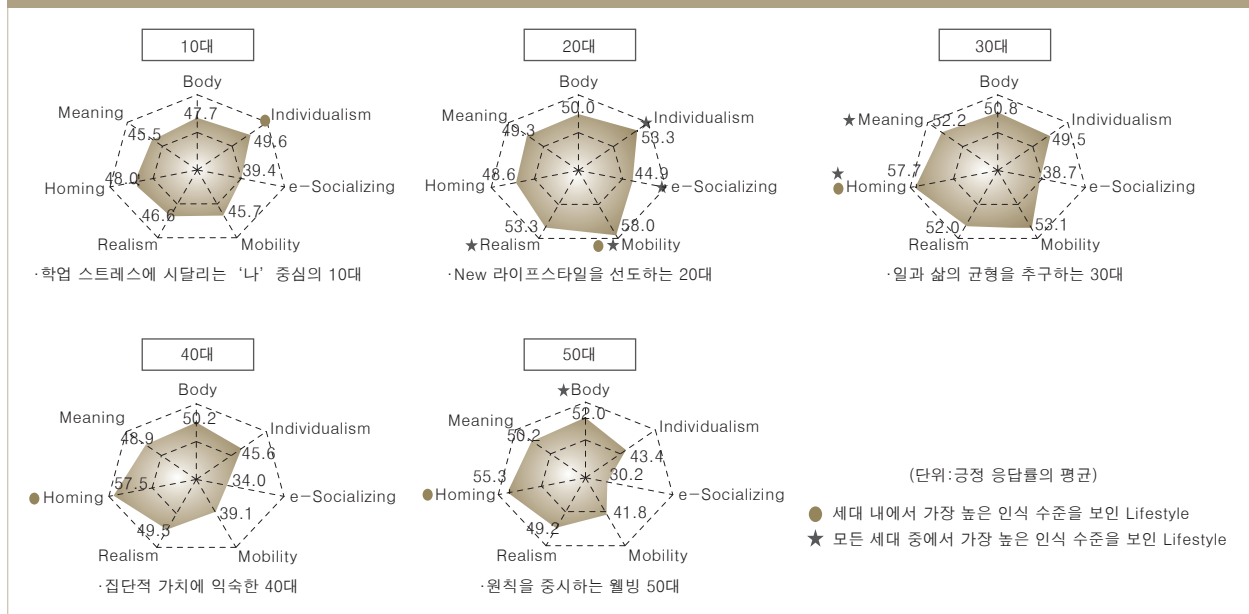 10대
Body
Individualism
e-Socializing
Mobility
Realism
Homing
Meaning
47.7
49.6
39.4
45.7
46.6
48.0
45.5
·학업 스트레스에 시달리는 ‘나’ 중심의 10대
20대
Body
★Individualism
★e-Socializing
●★Mobility
★Realism
Homing
Meaning
50.0
53.3
44.9
58.0
53.3
48.6
49.3
·New 라이프스타일을 선도하는 20대
30대
Body
Individualism
e-Socializing
Mobility
Realism
★●Homing
★Meaning
50.8
49.5
38.7
53.1
52.0
57.7
52.2
·일과 삶의 균형을 추구하는 30대
40대
Body
Individualism
e-Socializing
Mobility
Realism
●Homing
Meaning
50.2
45.6
34.0
39.1
49.5
57.5
48.9
·집단적 가치에 익숙한 40대
50대
★Body
Individualism
e-Socializing
Mobility
Realism
●Homing
Meaning
52.0
43.4
30.2
41.8
49.2
55.3
50.2
·원칙을 중시하는 웰빙 50대
(단위:긍정 응답률의 평균)
● 세대 내에서 가장 높은 인식 수준을 보인 Lifestyle
★ 모든 세대 중에서 가장 높은 인식 수준을 보인 Lifestyle